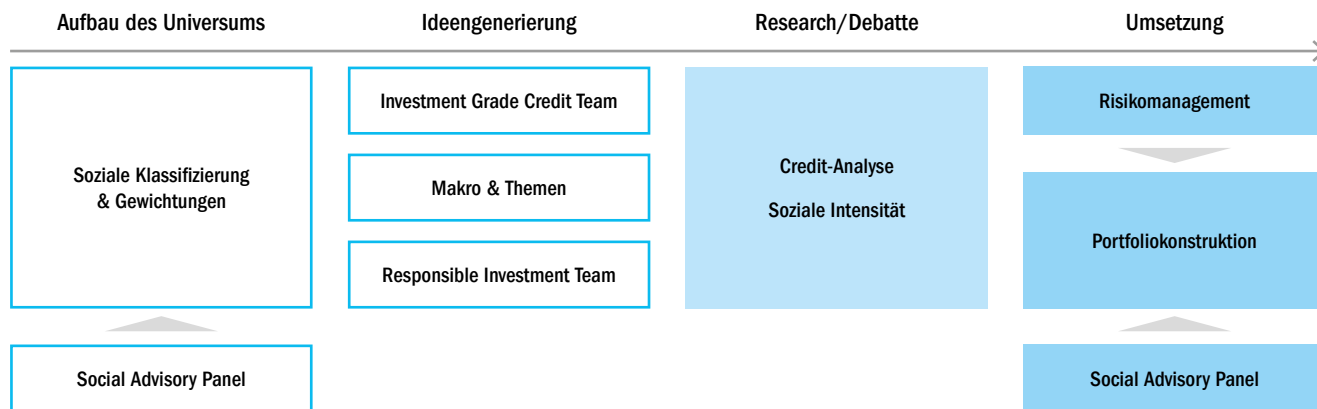 Aufbau des Universums
Ideengenerierung
Research/Debatte
Umsetzung
Soziale Klassifizierung
& Gewichtungen
Social Advisory Panel
Investment Grade Credit Team
Makro & Themen
Responsible Investment Team
Credit-Analyse
Soziale Intensität
Risikomanagement
Portfoliokonstruktion
Social Advisory Panel